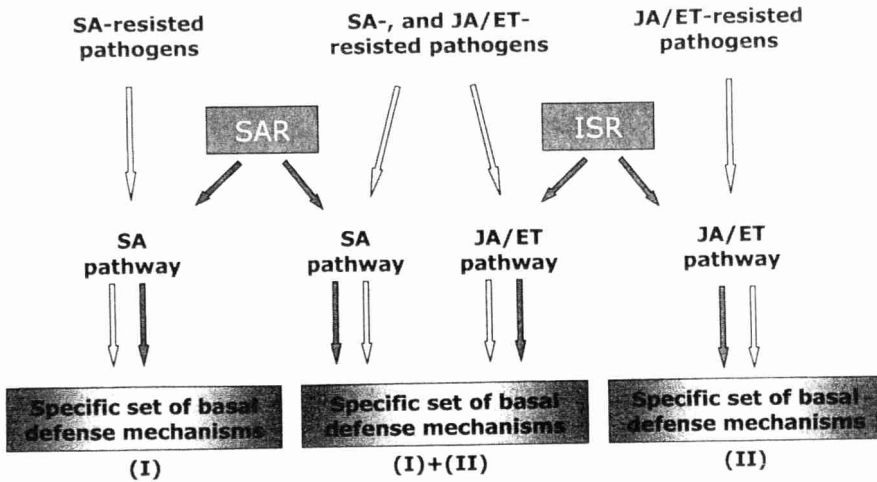 SA-resisted
pathogens
SA-, and JA/ET-
resisted pathogens
JA/ET-resisted
pathogens
SAR
ISR
SA
pathway
SA
pathway
JA/ET
pathway
JA/ET
pathway
Specific set of basal
defense mechanisms
Specific set of basal
defense mechanisms
Specific set of basal
defense mechanisms
(I)
(I)+(II)
(II)